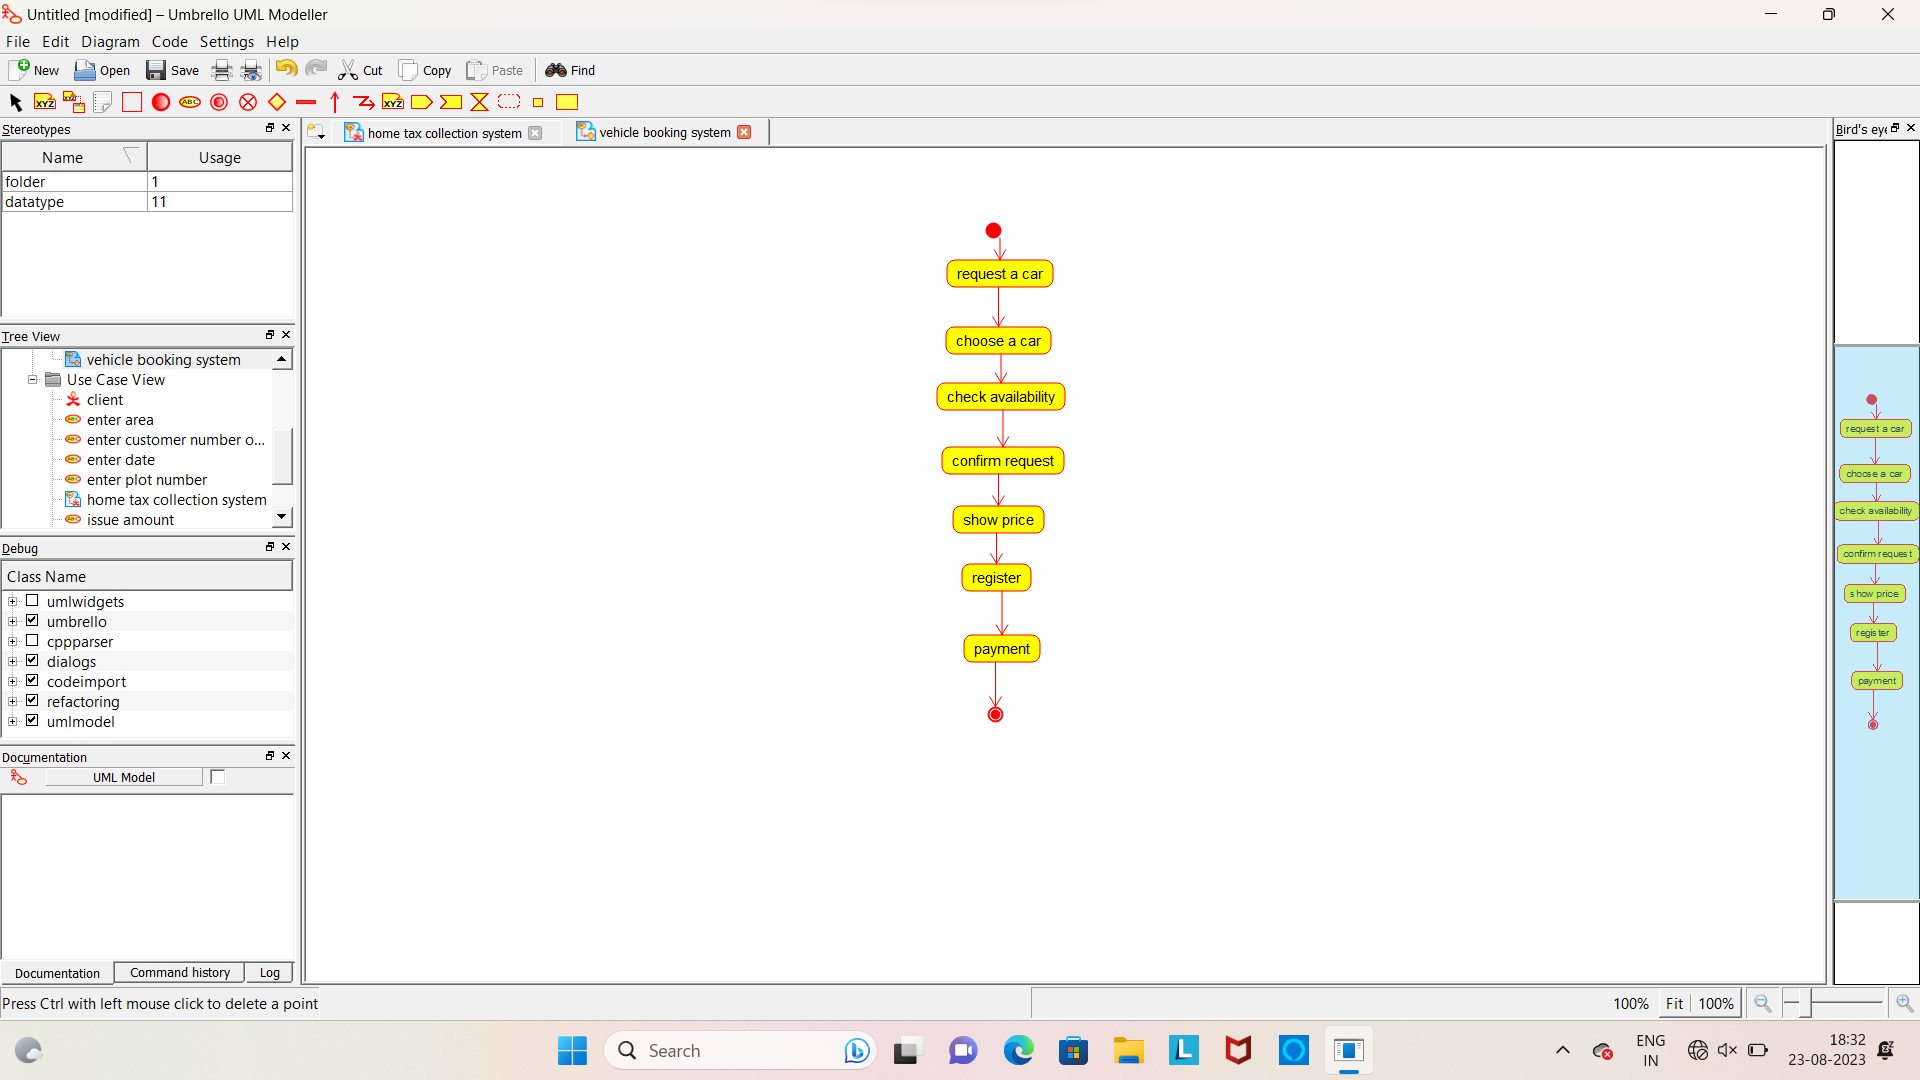 Untitled [modified] – Umbrello UML Modeller
File Edit Diagram Code Settings Help
New Open Save Cut Copy Paste Find
XYZ XYZ ABC XYZ
Stereotypes
Name Usage
folder 1
datatype 11
Tree View
vehicle booking system
Use Case View
client
enter area
enter customer number o...
enter date
enter plot number
home tax collection system
issue amount
Debug
Class Name
umlwidgets
umbrello
cppparser
dialogs
codeimport
refactoring
umlmodel
Documentation
UML Model
Documentation Command history Log
Press Ctrl with left mouse click to delete a point
home tax collection system vehicle booking system
request a car
choose a car
check availability
confirm request
show price
register
payment
Bird's eye
request a car
choose a car
check availability
confirm request
show price
register
payment
100% Fit 100%
Search
L
ENG
IN
18:32
23-08-2023